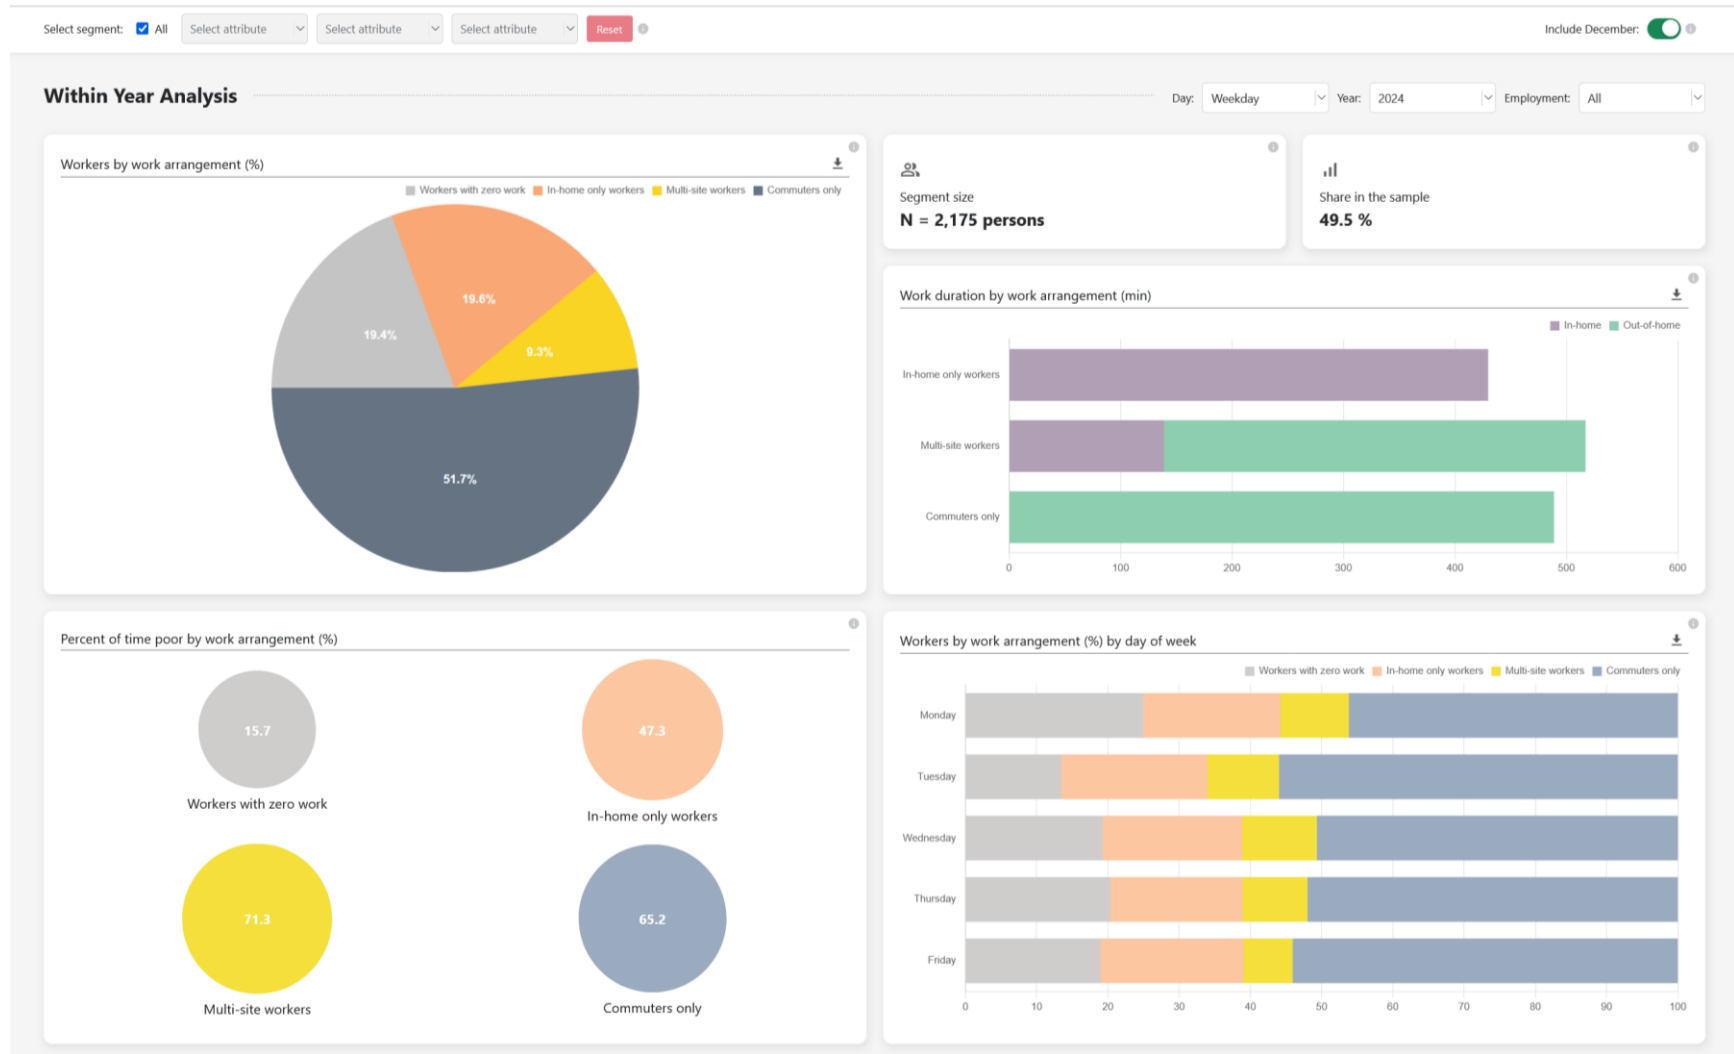 Select segment: All Select attribute Select attribute Select attribute Reset Include December:
Within Year Analysis Day: Weekday Year: 2024 Employment: All
Workers by work arrangement (%)
Workers with zero work In-home only workers Multi-site workers Commuters only
19.6%
19.4%
9.3%
51.7%
Segment size
N = 2,175 persons
Share in the sample
49.5 %
Work duration by work arrangement (min)
In-home Out-of-home
In-home only workers
Multi-site workers
Commuters only
0 100 200 300 400 500 600
Percent of time poor by work arrangement (%)
15.7
Workers with zero work
47.3
In-home only workers
71.3
Multi-site workers
65.2
Commuters only
Workers by work arrangement (%) by day of week
Workers with zero work In-home only workers Multi-site workers Commuters only
Monday
Tuesday
Wednesday
Thursday
Friday
0 10 20 30 40 50 60 70 80 90 100